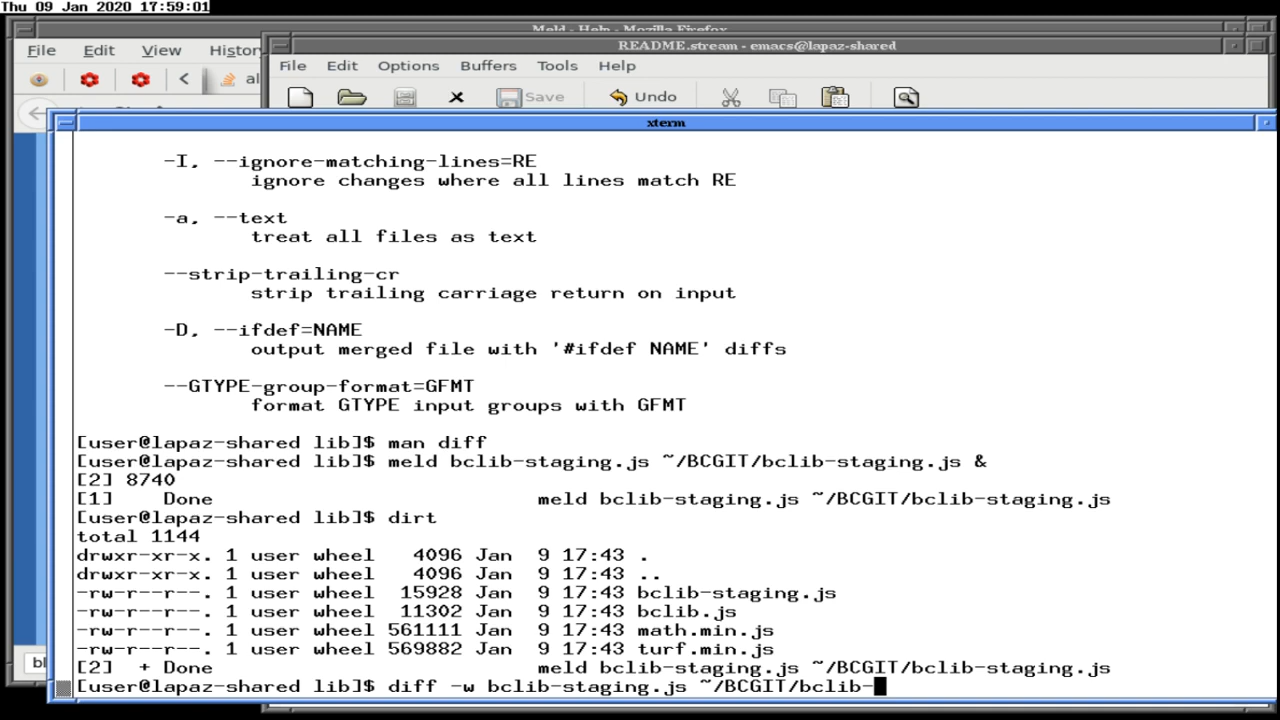 Thu 09 Jan 2020 17:59:01
Meld - Help - Mozilla Firefox
File Edit View Histor
README.stream - emacs@lapaz-shared
File Edit Options Buffers Tools Help
al
Save Undo
xterm
-I, --ignore-matching-lines=RE
ignore changes where all lines match RE
-a, --text
treat all files as text
--strip-trailing-cr
strip trailing carriage return on input
-D, --ifdef=NAME
output merged file with '#ifdef NAME' diffs
--GTYPE-group-format=GFMT
format GTYPE input groups with GFMT
[user@lapaz-shared lib]$ man diff
[user@lapaz-shared lib]$ meld bclib-staging.js ~/BCGIT/bclib-staging.js &
[2] 8740
[1] Done meld bclib-staging.js ~/BCGIT/bclib-staging.js
[user@lapaz-shared lib]$ dirt
total 1144
drwxr-xr-x. 1 user wheel 4096 Jan 9 17:43 .
drwxr-xr-x. 1 user wheel 4096 Jan 9 17:43 ..
-rw-r--r--. 1 user wheel 15928 Jan 9 17:43 bclib-staging.js
-rw-r--r--. 1 user wheel 11302 Jan 9 17:43 bclib.js
-rw-r--r--. 1 user wheel 561111 Jan 9 17:43 math.min.js
-rw-r--r--. 1 user wheel 569882 Jan 9 17:43 turf.min.js
[2] + Done meld bclib-staging.js ~/BCGIT/bclib-staging.js
[user@lapaz-shared lib]$ diff -w bclib-staging.js ~/BCGIT/bclib-
bl